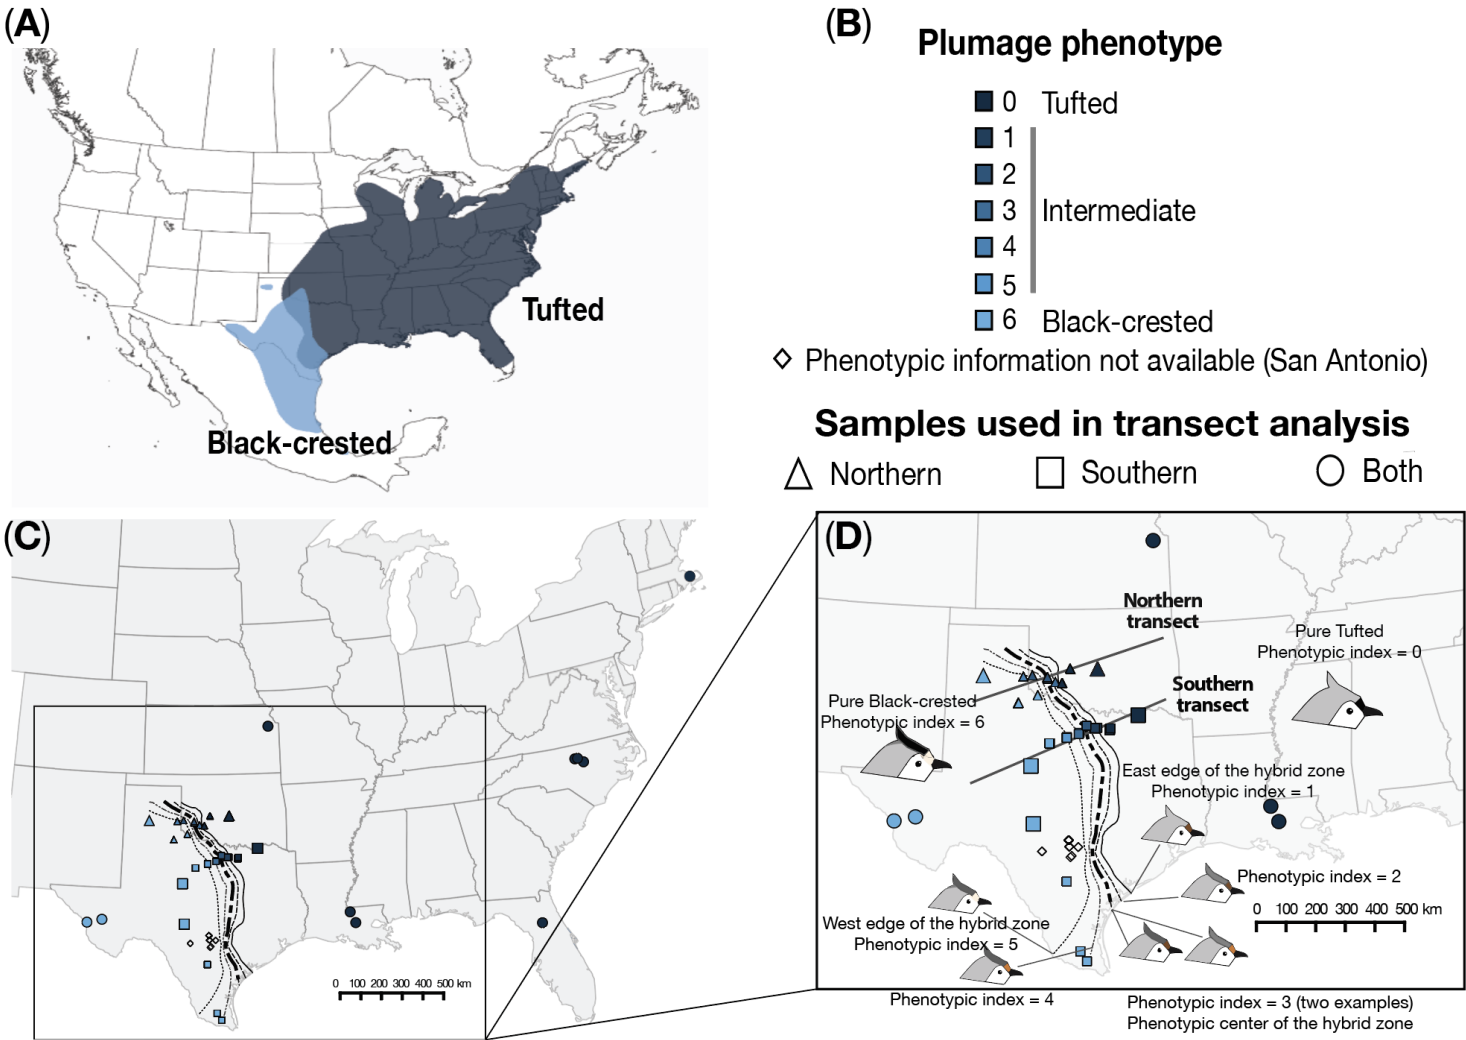 (A)
Tufted
Black-crested
(B)
Plumage phenotype
0 Tufted
1
2
3 Intermediate
4
5
6 Black-crested
Phenotypic information not available (San Antonio)
Samples used in transect analysis
Northern Southern Both
(C)
0 100 200 300 400 500 km
(D)
Northern
transect
Pure Tufted
Phenotypic index = 0
Southern
transect
Pure Black-crested
Phenotypic index = 6
East edge of the hybrid zone
Phenotypic index = 1
Phenotypic index = 2
0 100 200 300 400 500 km
West edge of the hybrid zone
Phenotypic index = 5
Phenotypic index = 4
Phenotypic index = 3 (two examples)
Phenotypic center of the hybrid zone